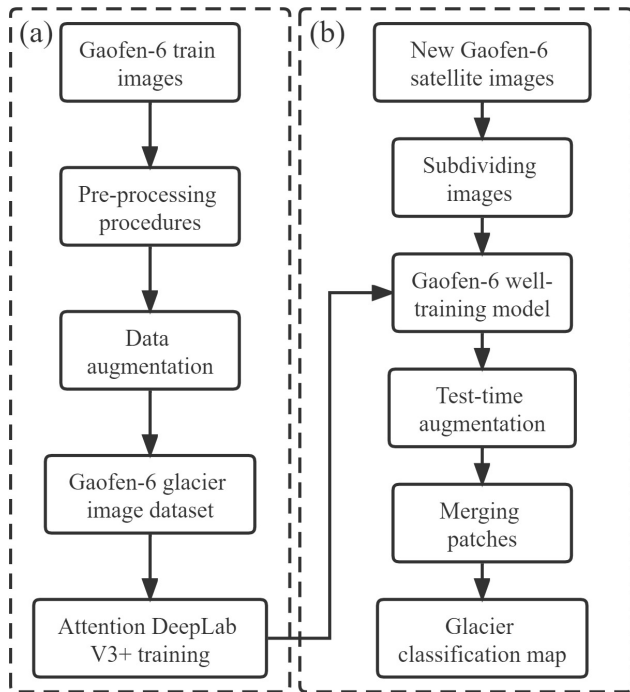 (a)
Gaofen-6 train
images
Pre-processing
procedures
Data
augmentation
Gaofen-6 glacier
image dataset
Attention DeepLab
V3+ training
(b)
New Gaofen-6
satellite images
Subdividing
images
Gaofen-6 well-
training model
Test-time
augmentation
Merging
patches
Glacier
classification map